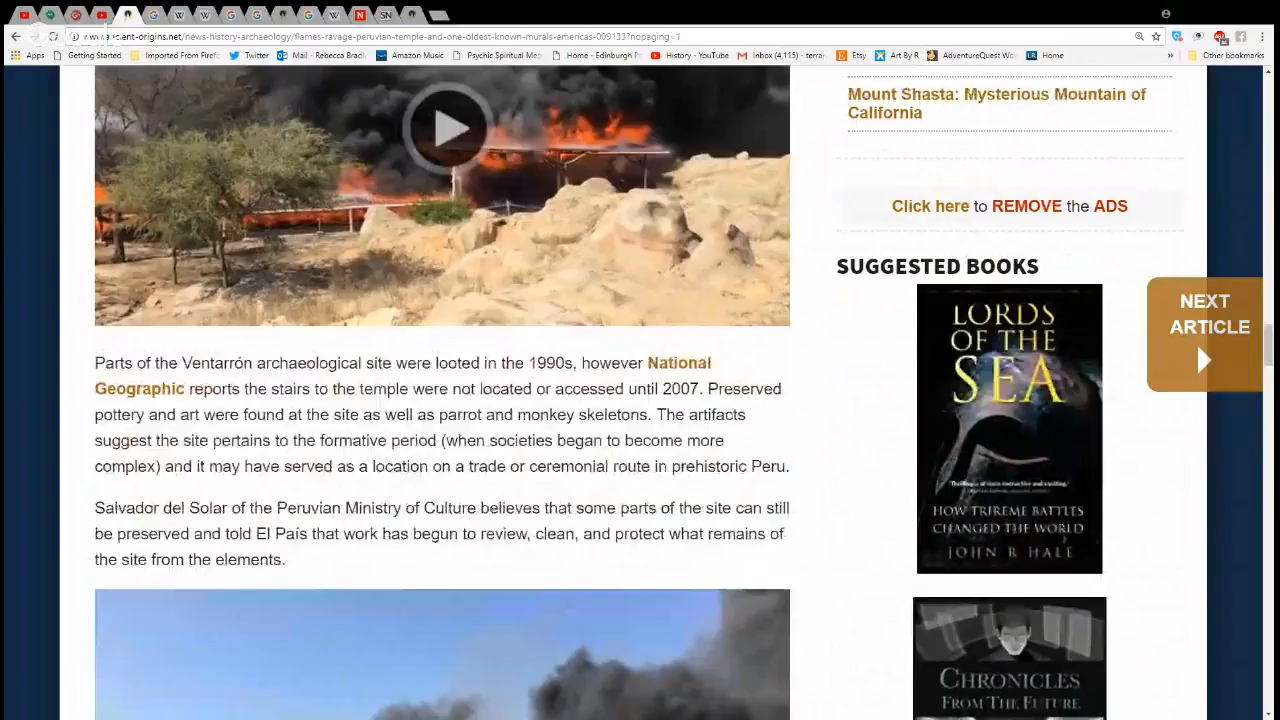 www.ancient-origins.net/news-history-archaeology/flames-ravage-peruvian-temple-and-one-oldest-known-murals-americas-009133?nopaging=1
Getting Started
Imported From Firefo
Twitter
Mail - Rebecca Bradl
Amazon Music
Psychic Spiritual Me
Home - Edinburgh P
History - YouTube
Inbox (4,115) - terran
Etsy
Art By R
AdventureQuest Wo
Home
Other bookmarks
Mount Shasta: Mysterious Mountain of
California
Click here to REMOVE the ADS
SUGGESTED BOOKS
NEXT
ARTICLE
LORDS
OF THE
SEA
HOW TRIREME BATTLES
CHANGED THE WORLD
JOHN R HALE
CHRONICLES
FROM THE FUTURE
Parts of the Ventarrón archaeological site were looted in the 1990s, however National
Geographic reports the stairs to the temple were not located or accessed until 2007. Preserved
pottery and art were found at the site as well as parrot and monkey skeletons. The artifacts
suggest the site pertains to the formative period (when societies began to become more
complex) and it may have served as a location on a trade or ceremonial route in prehistoric Peru.
Salvador del Solar of the Peruvian Ministry of Culture believes that some parts of the site can still
be preserved and told El País that work has begun to review, clean, and protect what remains of
the site from the elements.